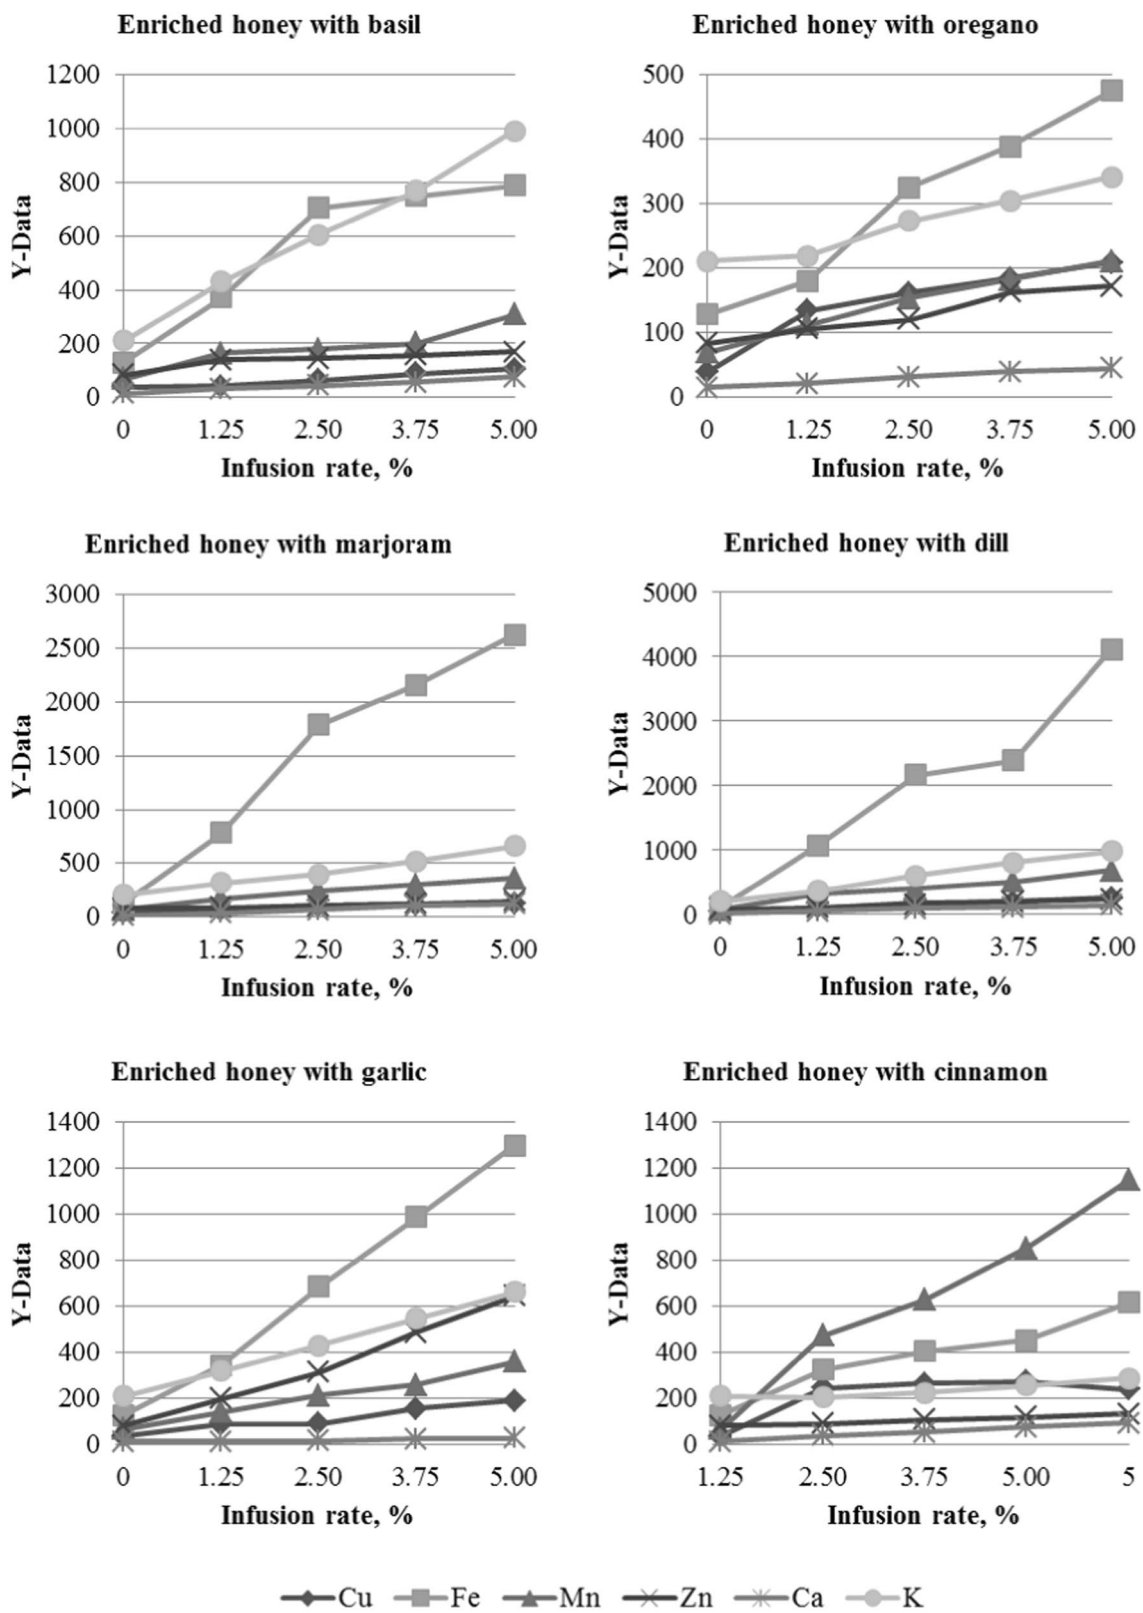 Enriched honey with basil
1200
1000
800
600
400
200
0
Y-Data
0 1.25 2.50 3.75 5.00
Infusion rate, %
Enriched honey with oregano
500
400
300
200
100
0
Y-Data
0 1.25 2.50 3.75 5.00
Infusion rate, %
Enriched honey with marjoram
3000
2500
2000
1500
1000
500
0
Y-Data
0 1.25 2.50 3.75 5.00
Infusion rate, %
Enriched honey with dill
5000
4000
3000
2000
1000
0
Y-Data
0 1.25 2.50 3.75 5.00
Infusion rate, %
Enriched honey with garlic
1400
1200
1000
800
600
400
200
0
Y-Data
0 1.25 2.50 3.75 5.00
Infusion rate, %
Enriched honey with cinnamon
1400
1200
1000
800
600
400
200
0
Y-Data
1.25 2.50 3.75 5.00 5
Infusion rate, %
Cu Fe Mn Zn Ca K